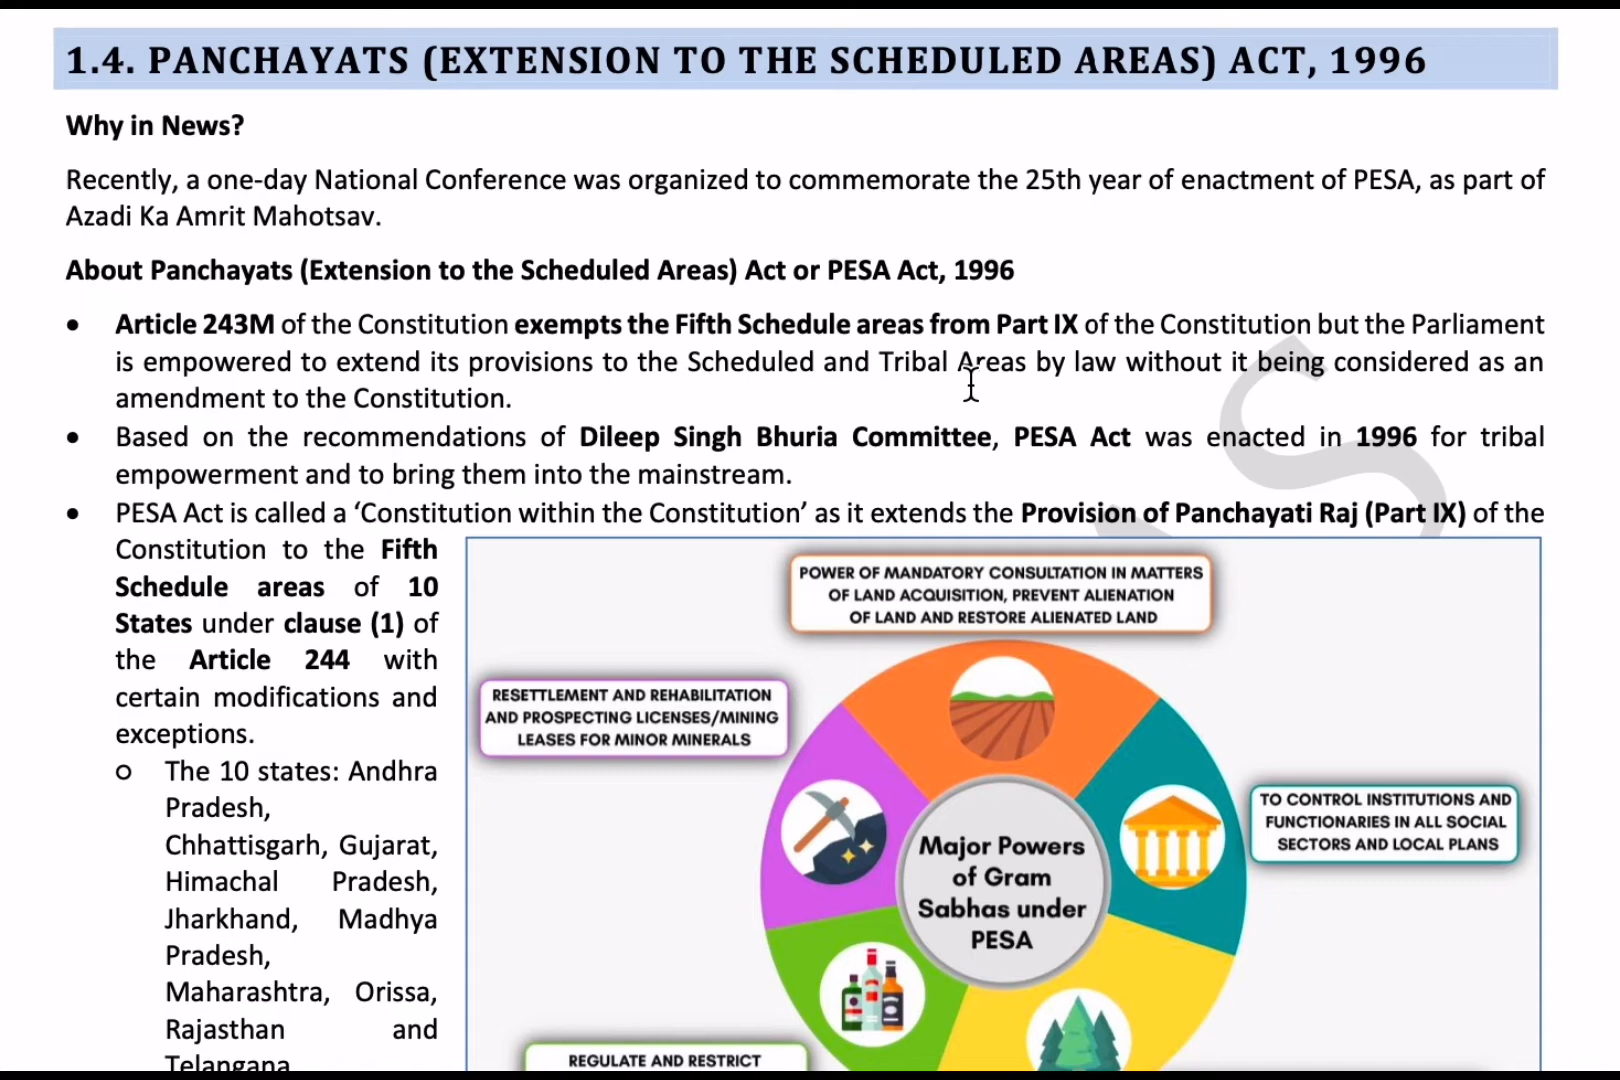 1.4. PANCHAYATS (EXTENSION TO THE SCHEDULED AREAS) ACT, 1996
Why in News?
Recently, a one-day National Conference was organized to commemorate the 25th year of enactment of PESA, as part of
Azadi Ka Amrit Mahotsav.
About Panchayats (Extension to the Scheduled Areas) Act or PESA Act, 1996
• Article 243M of the Constitution exempts the Fifth Schedule areas from Part IX of the Constitution but the Parliament
is empowered to extend its provisions to the Scheduled and Tribal Areas by law without it being considered as an
amendment to the Constitution.
• Based on the recommendations of Dileep Singh Bhuria Committee, PESA Act was enacted in 1996 for tribal
empowerment and to bring them into the mainstream.
• PESA Act is called a ‘Constitution within the Constitution’ as it extends the Provision of Panchayati Raj (Part IX) of the
Constitution to the Fifth
Schedule areas of 10
States under clause (1) of
the Article 244 with
certain modifications and
exceptions.
o The 10 states: Andhra
Pradesh,
Chhattisgarh, Gujarat,
Himachal Pradesh,
Jharkhand, Madhya
Pradesh,
Maharashtra, Orissa,
Rajasthan and
Telangana
POWER OF MANDATORY CONSULTATION IN MATTERS
OF LAND ACQUISITION, PREVENT ALIENATION
OF LAND AND RESTORE ALIENATED LAND
RESETTLEMENT AND REHABILITATION
AND PROSPECTING LICENSES/MINING
LEASES FOR MINOR MINERALS
TO CONTROL INSTITUTIONS AND
FUNCTIONARIES IN ALL SOCIAL
SECTORS AND LOCAL PLANS
Major Powers
of Gram
Sabhas under
PESA
REGULATE AND RESTRICT